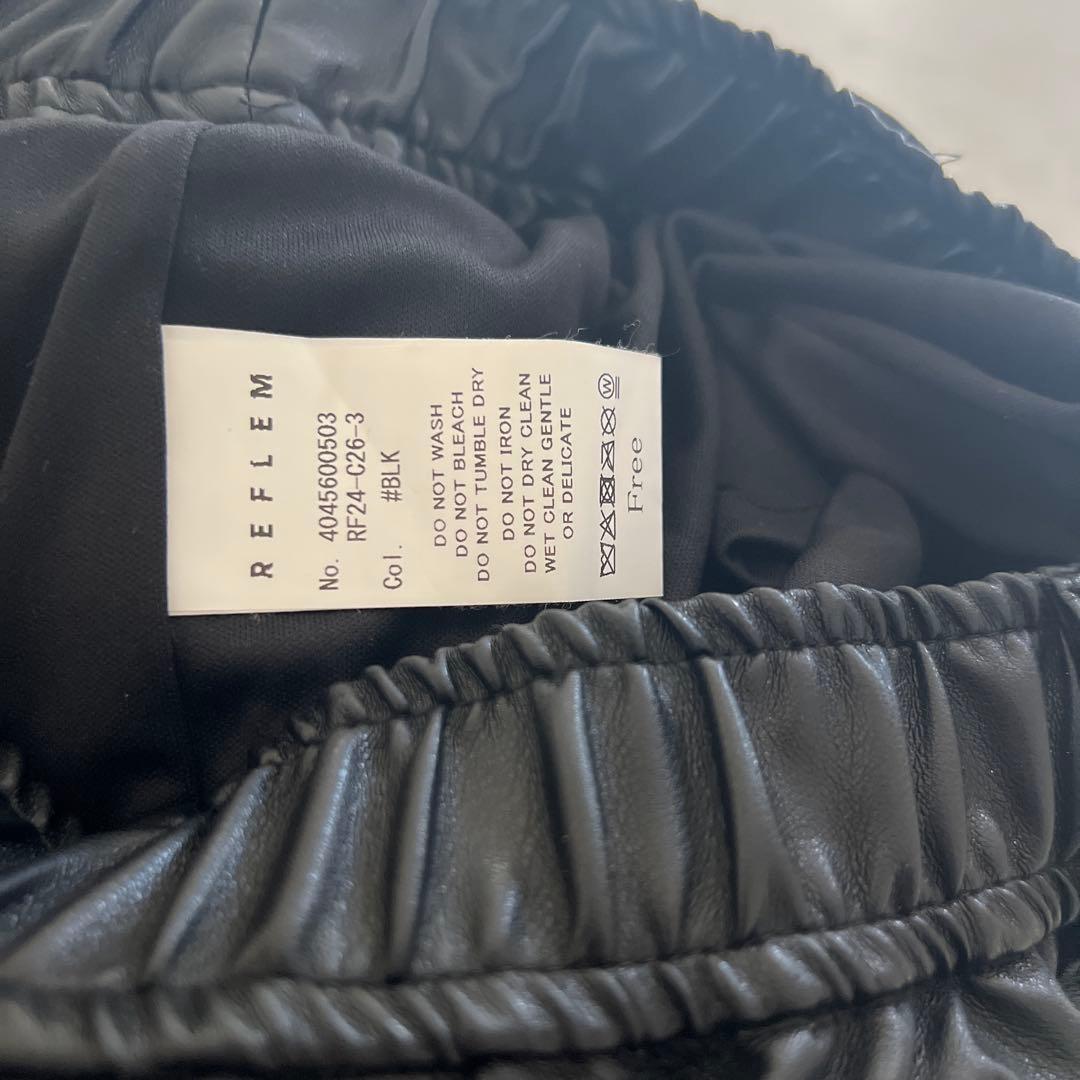 REFLEM
No. 4045600503
RF24-C26-3
Col. #BLK
DO NOT WASH
DO NOT BLEACH
DO NOT TUMBLE DRY
DO NOT IRON
DO NOT DRY CLEAN
WET CLEAN GENTLE
OR DELICATE
W
Free